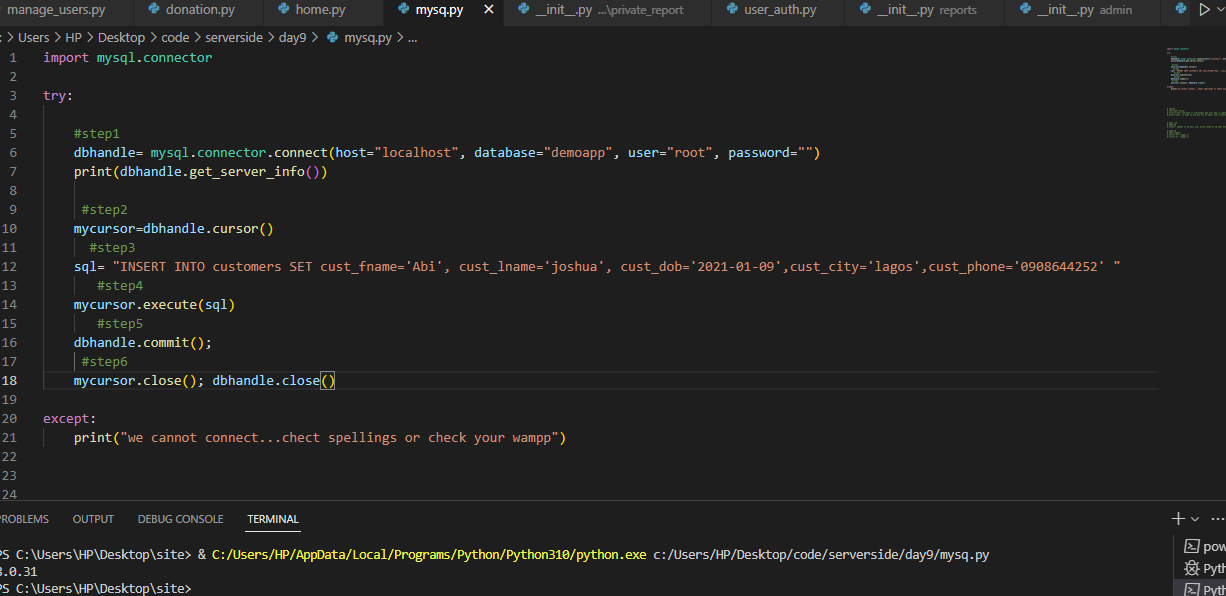 manage_users.py donation.py home.py mysq.py × __init__.py ...\private_report user_auth.py __init__.py reports __init__.py admin
> Users > HP > Desktop > code > serverside > day9 > mysq.py > ...
1 import mysql.connector
2
3 try:
4
5 #step1
6 dbhandle= mysql.connector.connect(host="localhost", database="demoapp", user="root", password="")
7 print(dbhandle.get_server_info())
8
9 #step2
10 mycursor=dbhandle.cursor()
11 #step3
12 sql= "INSERT INTO customers SET cust_fname='Abi', cust_lname='joshua', cust_dob='2021-01-09',cust_city='lagos',cust_phone='0908644252' "
13 #step4
14 mycursor.execute(sql)
15 #step5
16 dbhandle.commit();
17 #step6
18 mycursor.close(); dbhandle.close()
19
20 except:
21 print("we cannot connect...chect spellings or check your wampp")
22
23
24
ROBLEMS OUTPUT DEBUG CONSOLE TERMINAL
PS C:\Users\HP\Desktop\site> & C:/Users/HP/AppData/Local/Programs/Python/Python310/python.exe c:/Users/HP/Desktop/code/serverside/day9/mysq.py
8.0.31
PS C:\Users\HP\Desktop\site>
pow
Pyth
Pyth